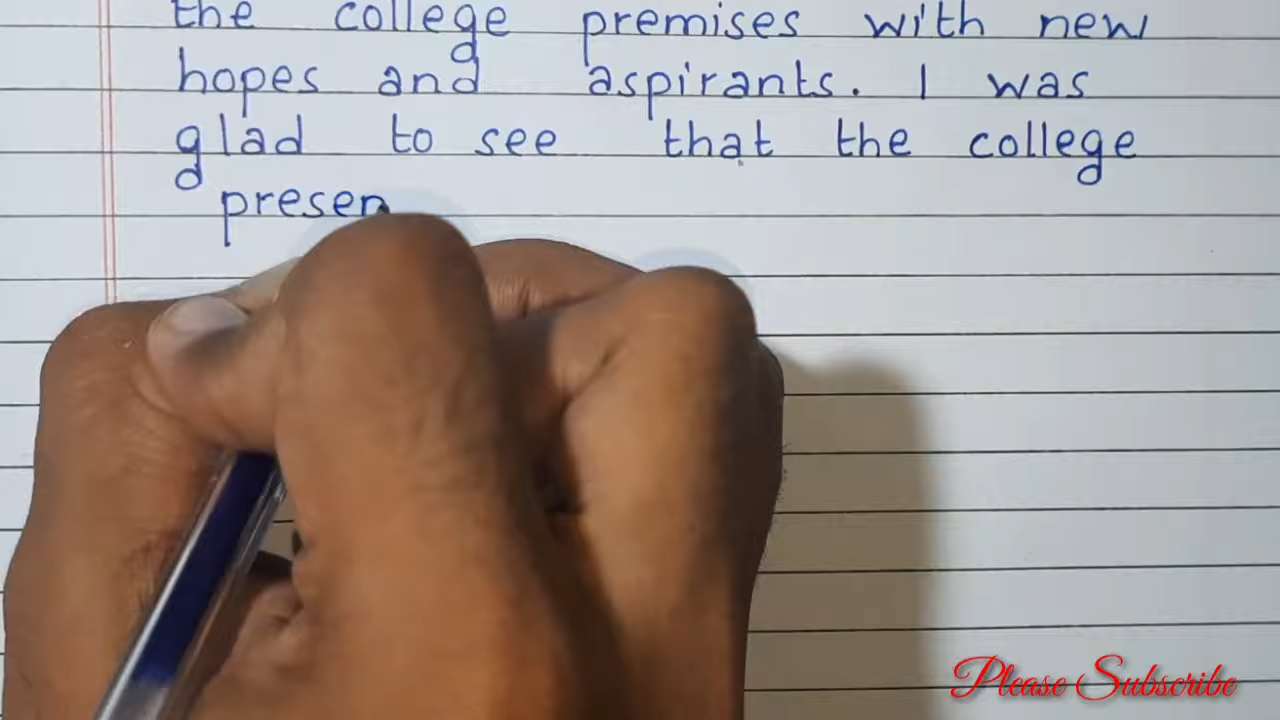 the college premises with new
hopes and aspirants. I was
glad to see that the college
presen
Please Subscribe